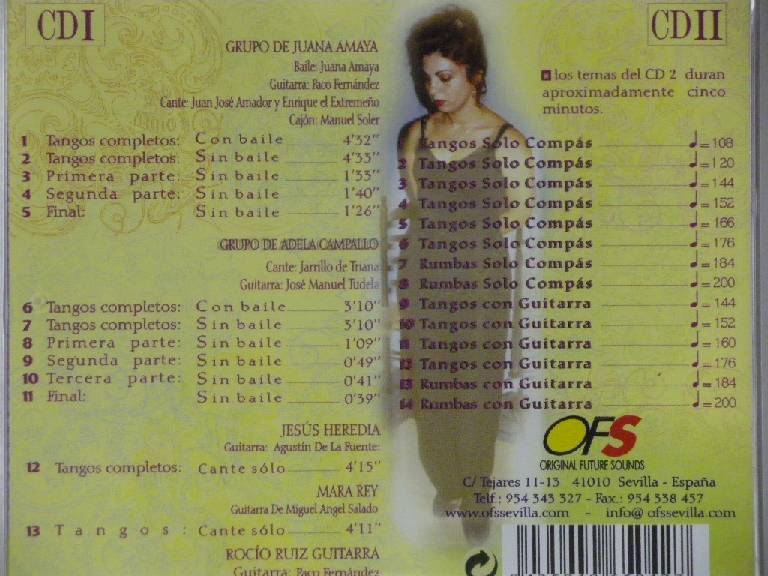 CD I
GRUPO DE JUANA AMAYA
Baile: Juana Amaya
Guitarra: Paco Fernández
Cante: Juan José Amador y Enrique el Extremeño
Cajón: Manuel Soler
1 Tangos completos: Con baile 4'32"
2 Tangos completos: Sin baile 4'33"
3 Primera parte: Sin baile 1'35"
4 Segunda parte: Sin baile 1'40"
5 Final: Sin baile 1'26"
GRUPO DE ADELA CAMPALLO
Cante: Jarrillo de Triana
Guitarra: José Manuel Tudela
6 Tangos completos: Con baile 3'10"
7 Tangos completos: Sin baile 3'10"
8 Primera parte: Sin baile 1'09"
9 Segunda parte: Sin baile 0'49"
10 Tercera parte: Sin baile 0'41"
11 Final: Sin baile 0'39"
JESÚS HEREDIA
Guitarra: Agustín De La Fuente:
12 Tangos completos: Cante sólo 4'15"
MARA REY
Guitarra De Miguel Angel Salado
13 Tangos: Cante sólo 4'11"
ROCÍO RUIZ GUITARRA
Guitarra: Paco Fernández
CD II
los temas del CD 2 duran
aproximadamente cinco
minutos.
Tangos Solo Compás ♩=108
2 Tangos Solo Compás ♩=120
3 Tangos Solo Compás ♩=144
4 Tangos Solo Compás ♩=152
5 Tangos Solo Compás ♩=166
6 Tangos Solo Compás ♩=176
7 Rumbas Solo Compás ♩=184
8 Rumbas Solo Compás ♩=200
9 Tangos con Guitarra ♩=144
10 Tangos con Guitarra ♩=152
11 Tangos con Guitarra ♩=160
12 Tangos con Guitarra ♩=176
13 Rumbas con Guitarra ♩=184
14 Rumbas con Guitarra ♩=200
OFS
ORIGINAL FUTURE SOUNDS
C/ Tejares 11-13 41010 Sevilla - España
Telf.: 954 343 327 - Fax.: 954 338 457
www.ofssevilla.com - info@ofssevilla.com